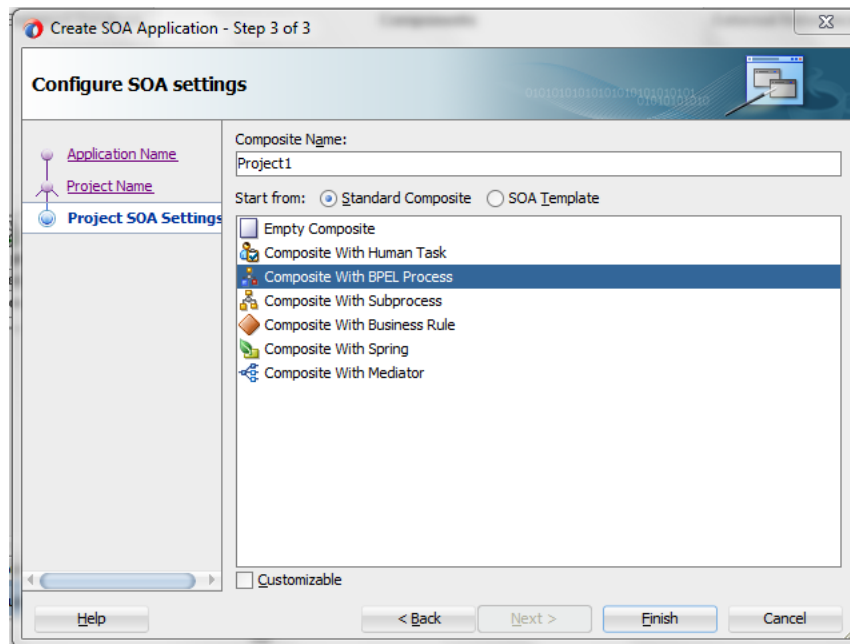 Create SOA Application - Step 3 of 3
Configure SOA settings
Application Name
Project Name
Project SOA Settings
Composite Name:
Project1
Start from: Standard Composite SOA Template
Empty Composite
Composite With Human Task
Composite With BPEL Process
Composite With Subprocess
Composite With Business Rule
Composite With Spring
Composite With Mediator
Customizable
Help < Back Next > Finish Cancel